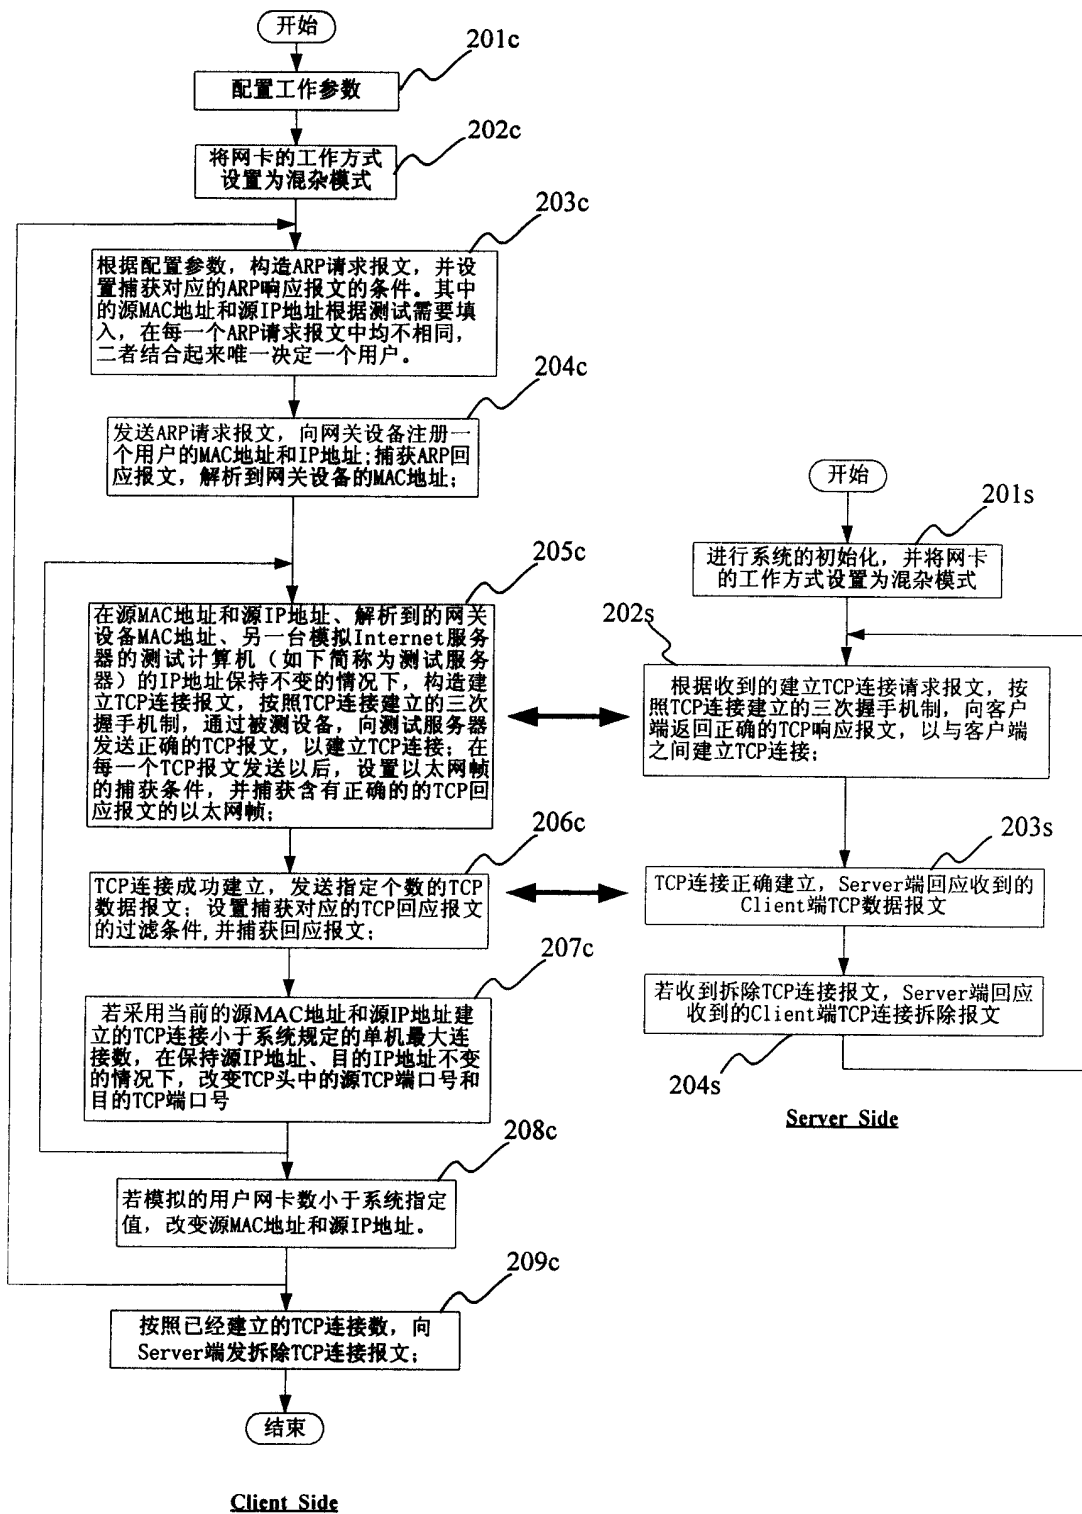 开始
201c
配置工作参数
202c
将网卡的工作方式
设置为混杂模式
203c
根据配置参数，构造ARP请求报文，并设
置捕获对应的ARP响应报文的条件。其中
的源MAC地址和源IP地址根据测试需要填
入，在每一个ARP请求报文中均不相同，
二者结合起来唯一决定一个用户。
204c
发送ARP请求报文，向网关设备注册一
个用户的MAC地址和IP地址;捕获ARP回
应报文，解析到网关设备的MAC地址；
205c
在源MAC地址和源IP地址、解析到的网关
设备MAC地址、另一台模拟Internet服务
器的测试计算机（如下简称为测试服务
器）的IP地址保持不变的情况下，构造建
立TCP连接报文，按照TCP连接建立的三次
握手机制，通过被测设备，向测试服务器
发送正确的TCP报文，以建立TCP连接；在
每一个TCP报文发送以后，设置以太网帧
的捕获条件，并捕获含有正确的的TCP回
应报文的以太网帧；
206c
TCP连接成功建立，发送指定个数的TCP
数据报文；设置捕获对应的TCP回应报文
的过滤条件,并捕获回应报文；
207c
若采用当前的源MAC地址和源IP地址建
立的TCP连接小于系统规定的单机最大连
接数，在保持源IP地址、目的IP地址不变
的情况下，改变TCP头中的源TCP端口号和
目的TCP端口号
208c
若模拟的用户网卡数小于系统指定
值，改变源MAC地址和源IP地址。
209c
按照已经建立的TCP连接数，向
Server端发拆除TCP连接报文；
结束
Client Side
开始
201s
进行系统的初始化，并将网卡
的工作方式设置为混杂模式
202s
根据收到的建立TCP连接请求报文，按
照TCP连接建立的三次握手机制，向客户
端返回正确的TCP响应报文，以与客户端
之间建立TCP连接；
203s
TCP连接正确建立，Server端回应收到的
Client端TCP数据报文
若收到拆除TCP连接报文，Server端回应
收到的Client端TCP连接拆除报文
204s
Server Side